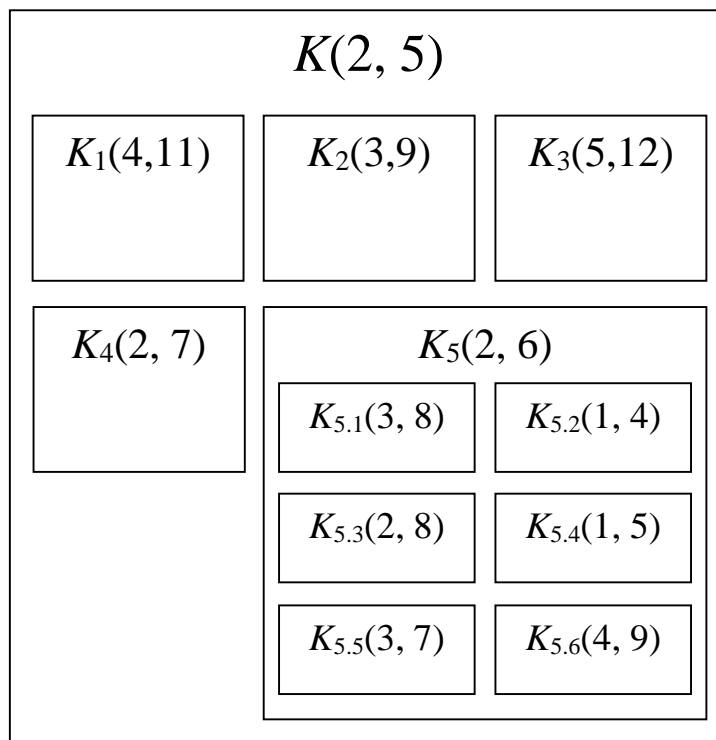 K(2, 5)
K₁(4,11) K₂(3,9) K₃(5,12)
K₄(2, 7) K₅(2, 6)
K₅.₁(3, 8) K₅.₂(1, 4)
K₅.₃(2, 8) K₅.₄(1, 5)
K₅.₅(3, 7) K₅.₆(4, 9)